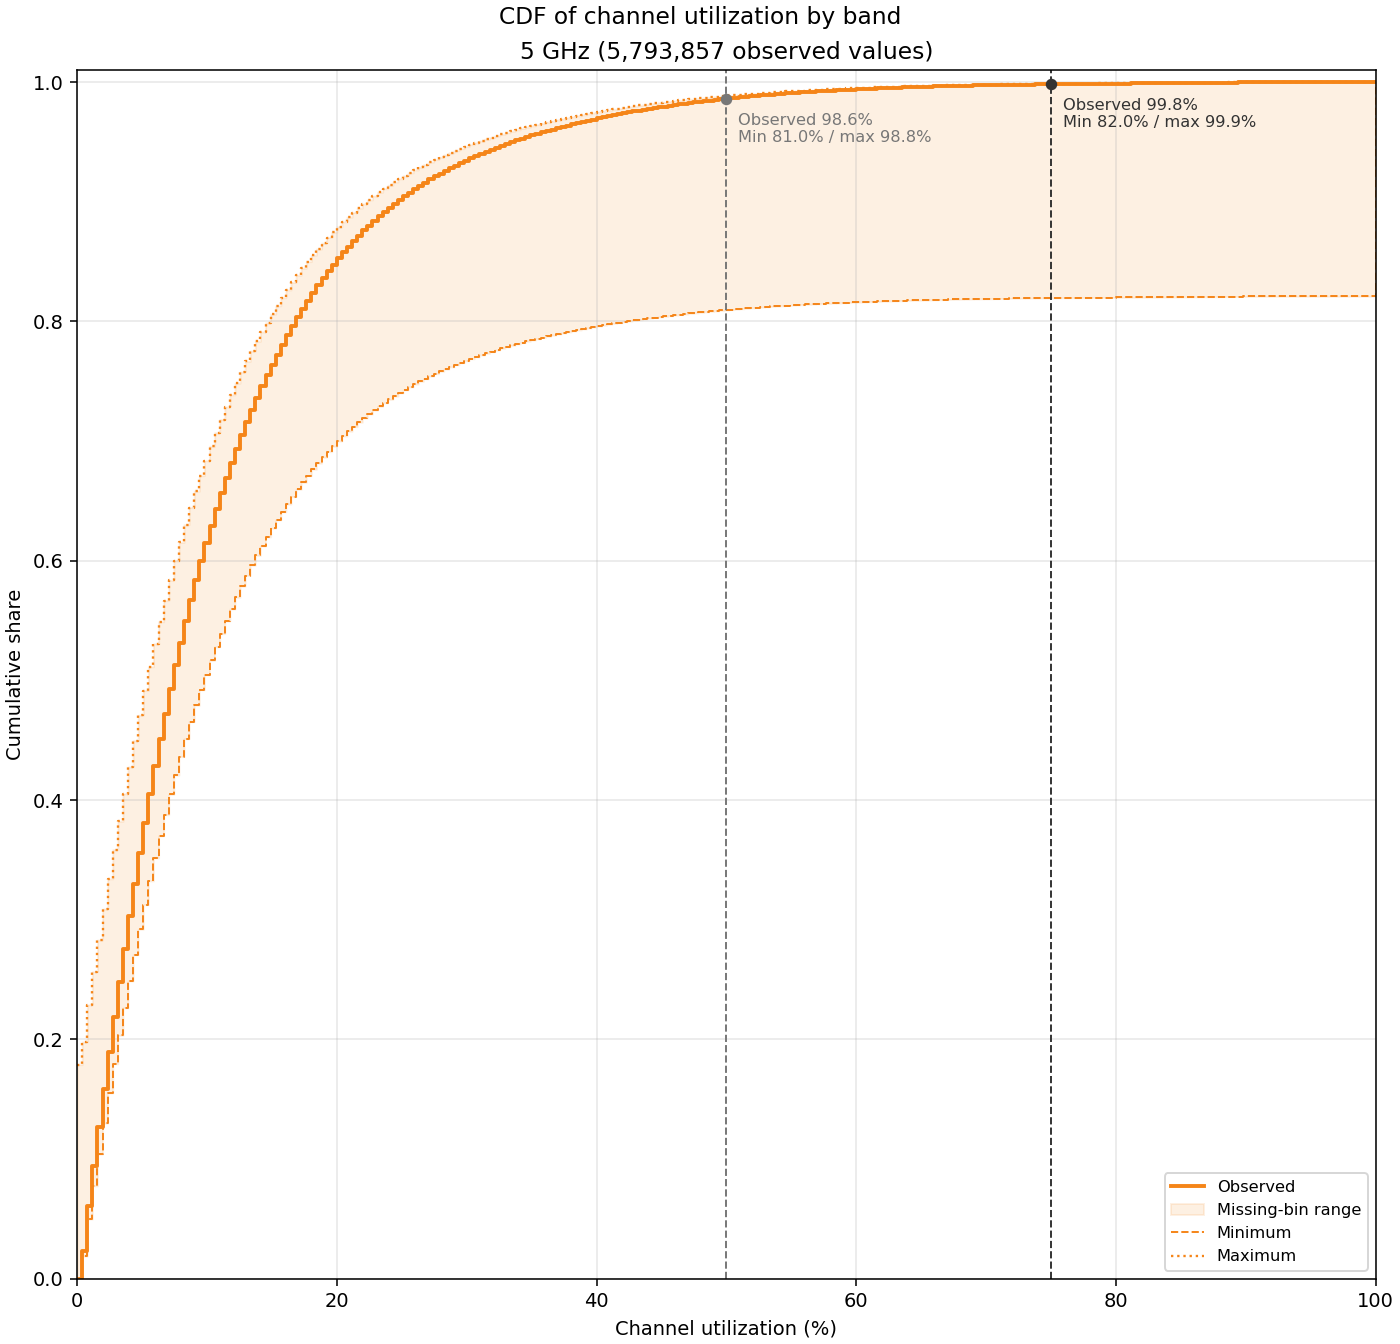 CDF of channel utilization by band
5 GHz (5,793,857 observed values)
1.0
0.8
0.6
0.4
0.2
0.0
Cumulative share
Observed 98.6%
Min 81.0% / max 98.8%
Observed 99.8%
Min 82.0% / max 99.9%
Observed
Missing-bin range
Minimum
Maximum
0
20
40
60
80
100
Channel utilization (%)